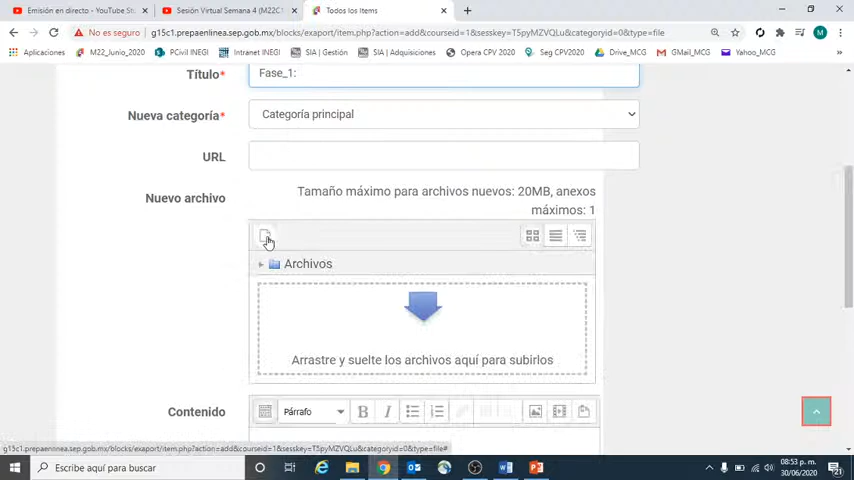 Emisión en directo - YouTube St
Sesión Virtual Semana 4 (M22C1
Todos los Items
No es seguro
g15c1.prepaenlinea.sep.gob.mx/blocks/exaport/item.php?action=add&courseid=1&sesskey=T5pyMZVQLu&categoryid=0&type=file
M
Aplicaciones
M22_Junio_2020
PCivil INEGI
Intranet INEGI
SIA | Gestión
SIA | Adquisiciones
Opera CPV 2020
Seg CPV2020
Drive_MCG
GMail_MCG
Yahoo_MCG
Título*
Fase_1:
Nueva categoría*
Categoría principal
URL
Nuevo archivo
Tamaño máximo para archivos nuevos: 20MB, anexos
máximos: 1
Archivos
Arrastre y suelte los archivos aquí para subirlos
Contenido
Párrafo
B
I
g15c1.prepaenlinea.sep.gob.mx/blocks/exaport/item.php?action=add&courseid=1&sesskey=T5pyMZVQLu&categoryid=0&type=file#
Escribe aquí para buscar
08:53 p. m.
30/06/2020
21